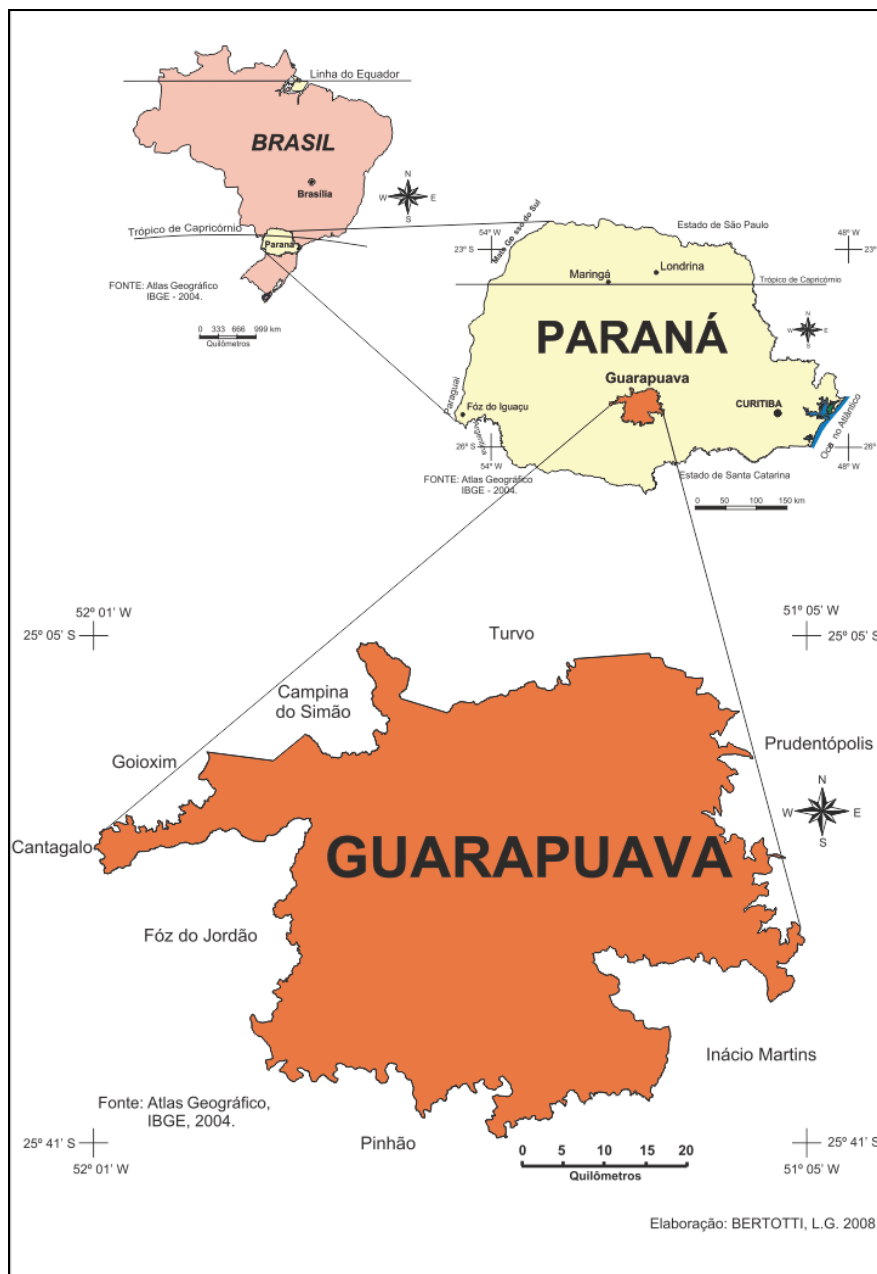 Linha do Equador
BRASIL
Brasília
N
W E
S
Trópico de Capricórnio
Paraná
FONTE: Atlas Geográfico
IBGE - 2004.
0 333 666 999 km
Quilômetros
54º W
23º S
Mato Go sso do Sul
Estado de São Paulo
48º W
23º
Maringá
Londrina
Trópico de Capricórnio
PARANÁ
N
W E
S
Guarapuava
Paraguai
Fóz do Iguaçu
CURITIBA
Argentina
Oce no Atlântico
26º S
54º W
26º
48º W
FONTE: Atlas Geográfico
IBGE - 2004.
Estado de Santa Catarina
0 50 100 150 km
52º 01' W
25º 05' S
51º 05' W
25º 05' S
Turvo
Campina
do Simão
Goioxim
Prudentópolis
N
W E
S
Cantagalo
GUARAPUAVA
Fóz do Jordão
Inácio Martins
Fonte: Atlas Geográfico,
IBGE, 2004.
Pinhão
25º 41' S
52º 01' W
25º 41' S
51º 05' W
0 5 10 15 20
Quilômetros
Elaboração: BERTOTTI, L.G. 2008